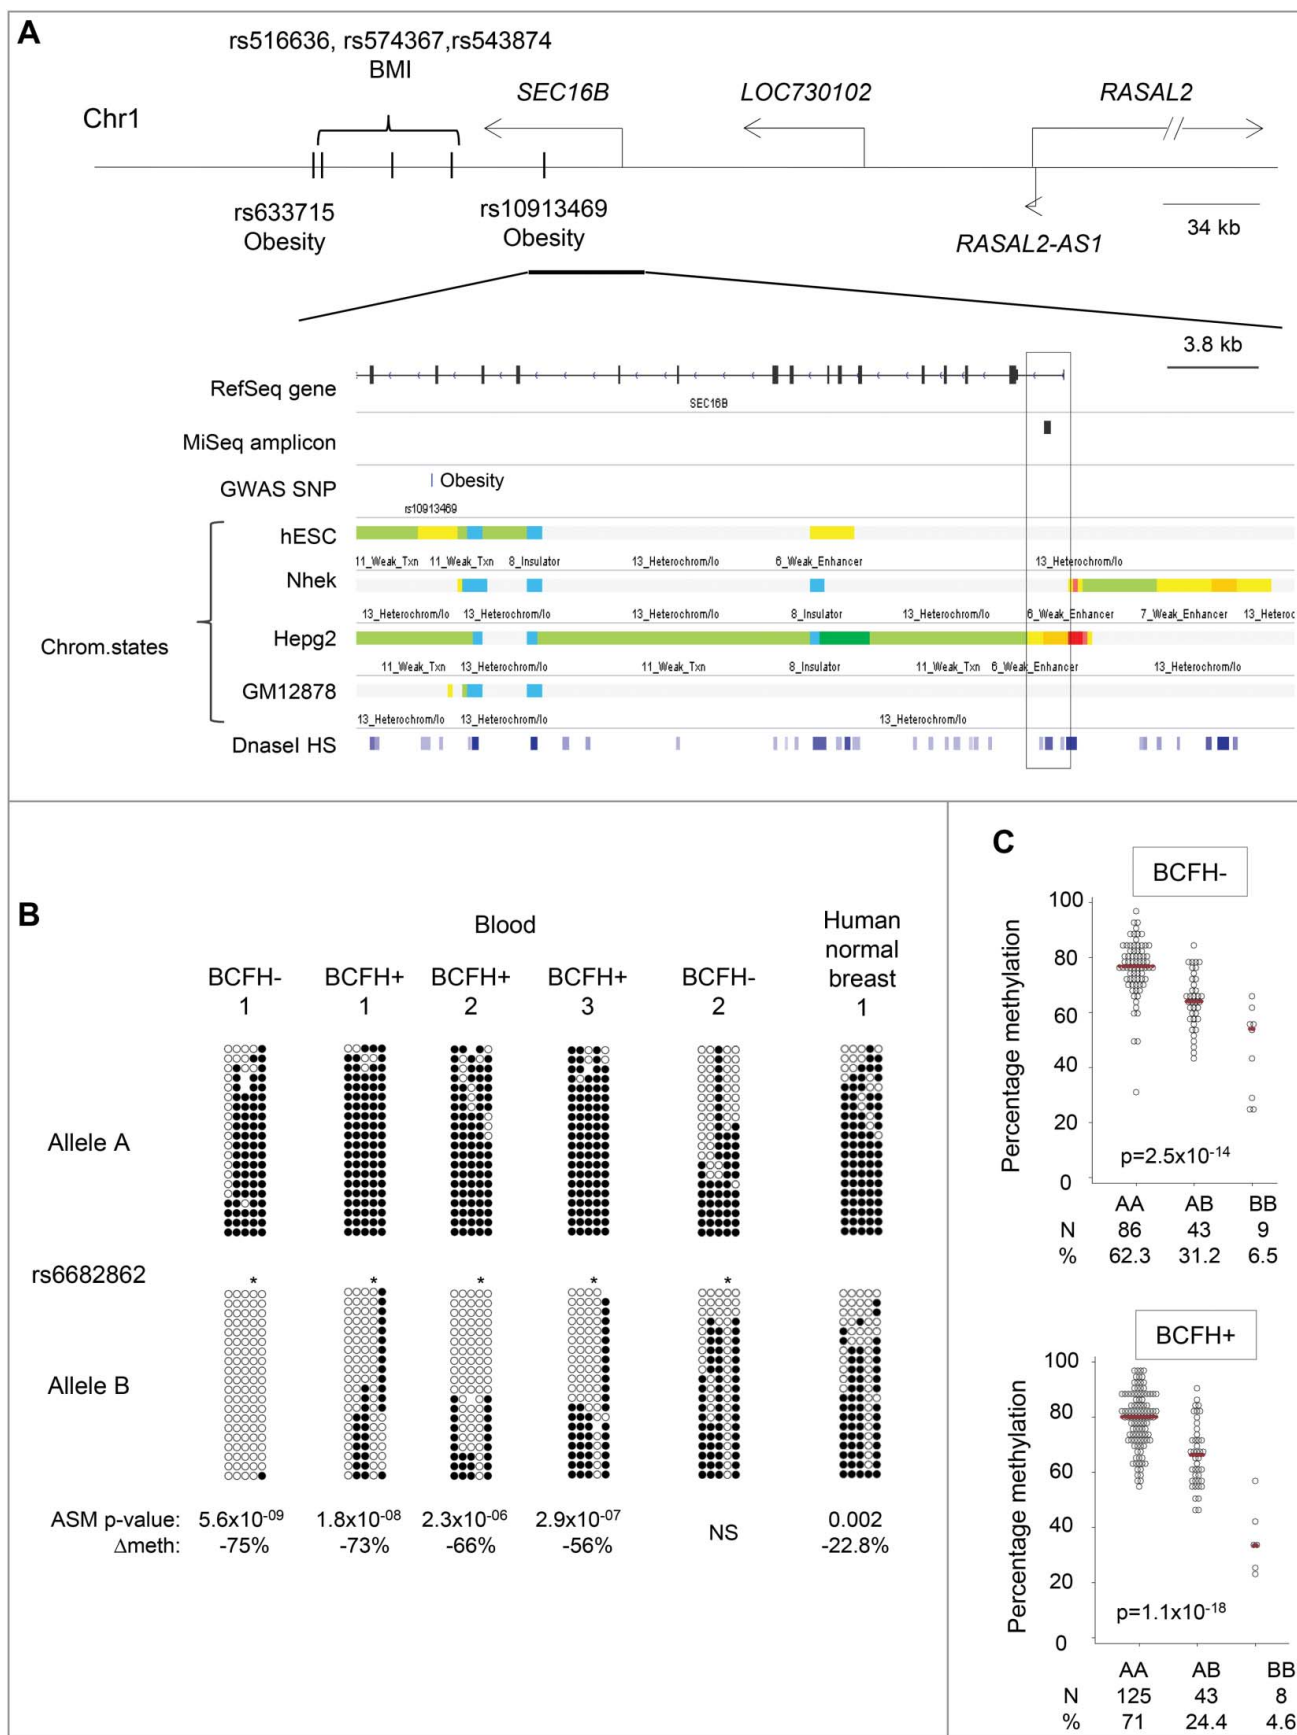 A
rs516636, rs574367,rs543874
BMI
SEC16B
LOC730102
RASAL2
Chr1
rs633715
Obesity
rs10913469
Obesity
RASAL2-AS1
34 kb
3.8 kb
RefSeq gene
SEC16B
MiSeq amplicon
GWAS SNP
Obesity
rs10913469
hESC
11_Weak_Txn 11_Weak_Txn 8_Insulator 13_Heterochrom/lo 6_Weak_Enhancer 13_Heterochrom/lo
Nhek
13_Heterochrom/lo 13_Heterochrom/lo 8_Insulator 13_Heterochrom/lo 6_Weak_Enhancer 7_Weak_Enhancer 13_Heteroc
Chrom.states
Hepg2
11_Weak_Txn 13_Heterochrom/lo 11_Weak_Txn 8_Insulator 11_Weak_Txn 6_Weak_Enhancer 13_Heterochrom/lo
GM12878
13_Heterochrom/lo 13_Heterochrom/lo 13_Heterochrom/lo
DnaseI HS
B
Blood
Human
normal
breast
1
BCFH-
1
BCFH+
1
BCFH+
2
BCFH+
3
BCFH-
2
Allele A
rs6682862 * * * * *
Allele B
ASM p-value: 5.6x10-09 1.8x10-08 2.3x10-06 2.9x10-07 NS 0.002
Δmeth: -75% -73% -66% -56% -22.8%
C
BCFH-
Percentage methylation
100
80
60
40
20
0
p=2.5x10-14
AA AB BB
N 86 43 9
% 62.3 31.2 6.5
BCFH+
Percentage methylation
100
80
60
40
20
0
p=1.1x10-18
AA AB BB
N 125 43 8
% 71 24.4 4.6